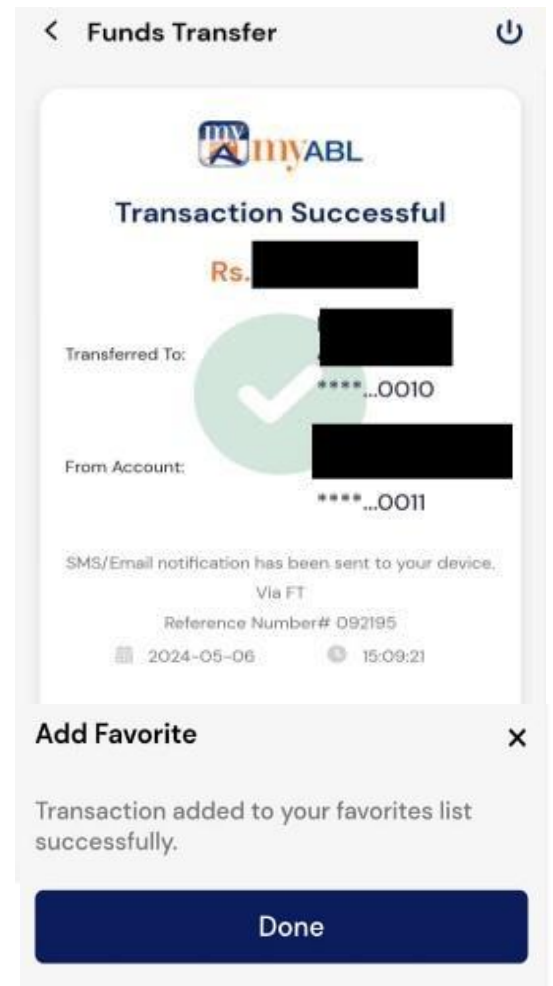 Funds Transfer
my myABL
Transaction Successful
Rs.
Transferred To:
****...0010
From Account:
****...0011
SMS/Email notification has been sent to your device.
Via FT
Reference Number# 092195
2024-05-06 15:09:21
Add Favorite
Transaction added to your favorites list
successfully.
Done